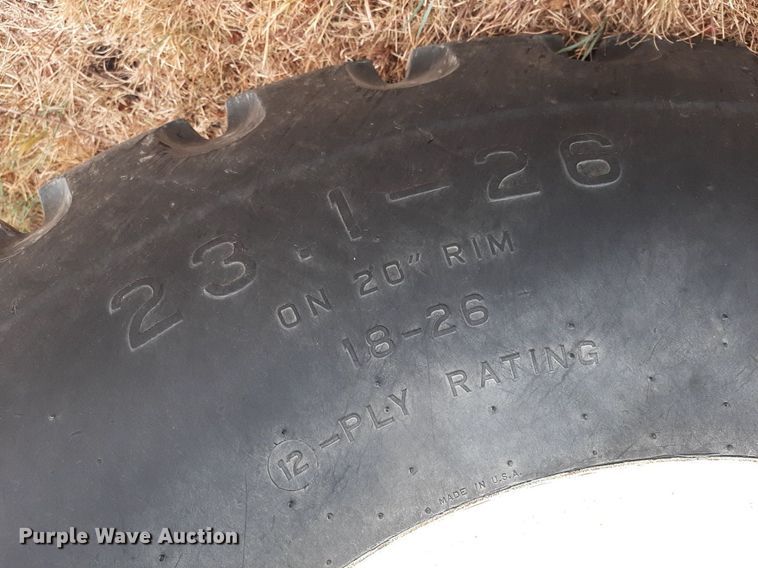 23.1-26
ON 20" RIM
18-26
12-PLY RATING
MADE IN U.S.A.
Purple Wave Auction®